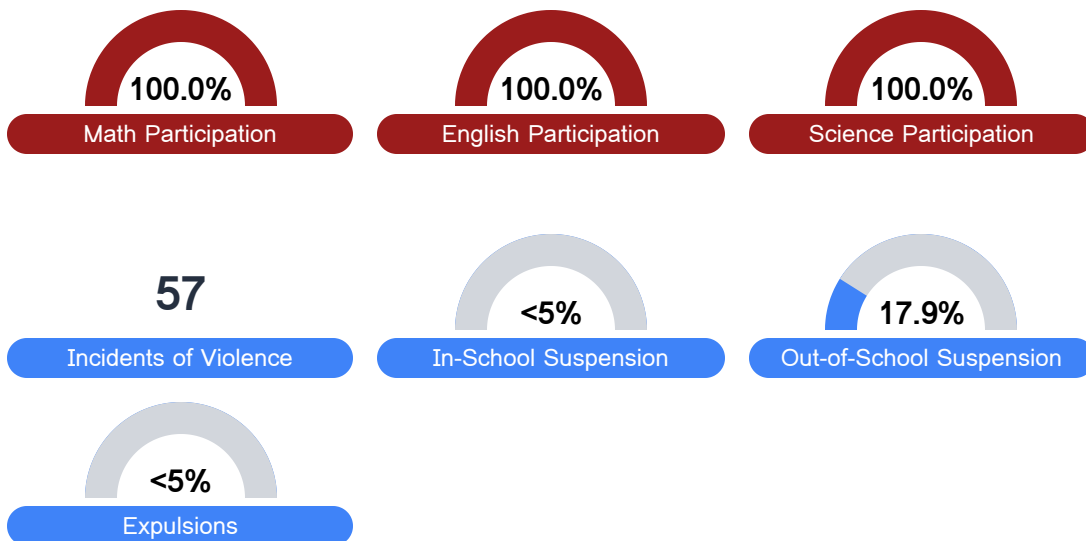 100.0%
100.0%
100.0%
Math Participation
English Participation
Science Participation
57
<5%
17.9%
Incidents of Violence
In-School Suspension
Out-of-School Suspension
<5%
Expulsions